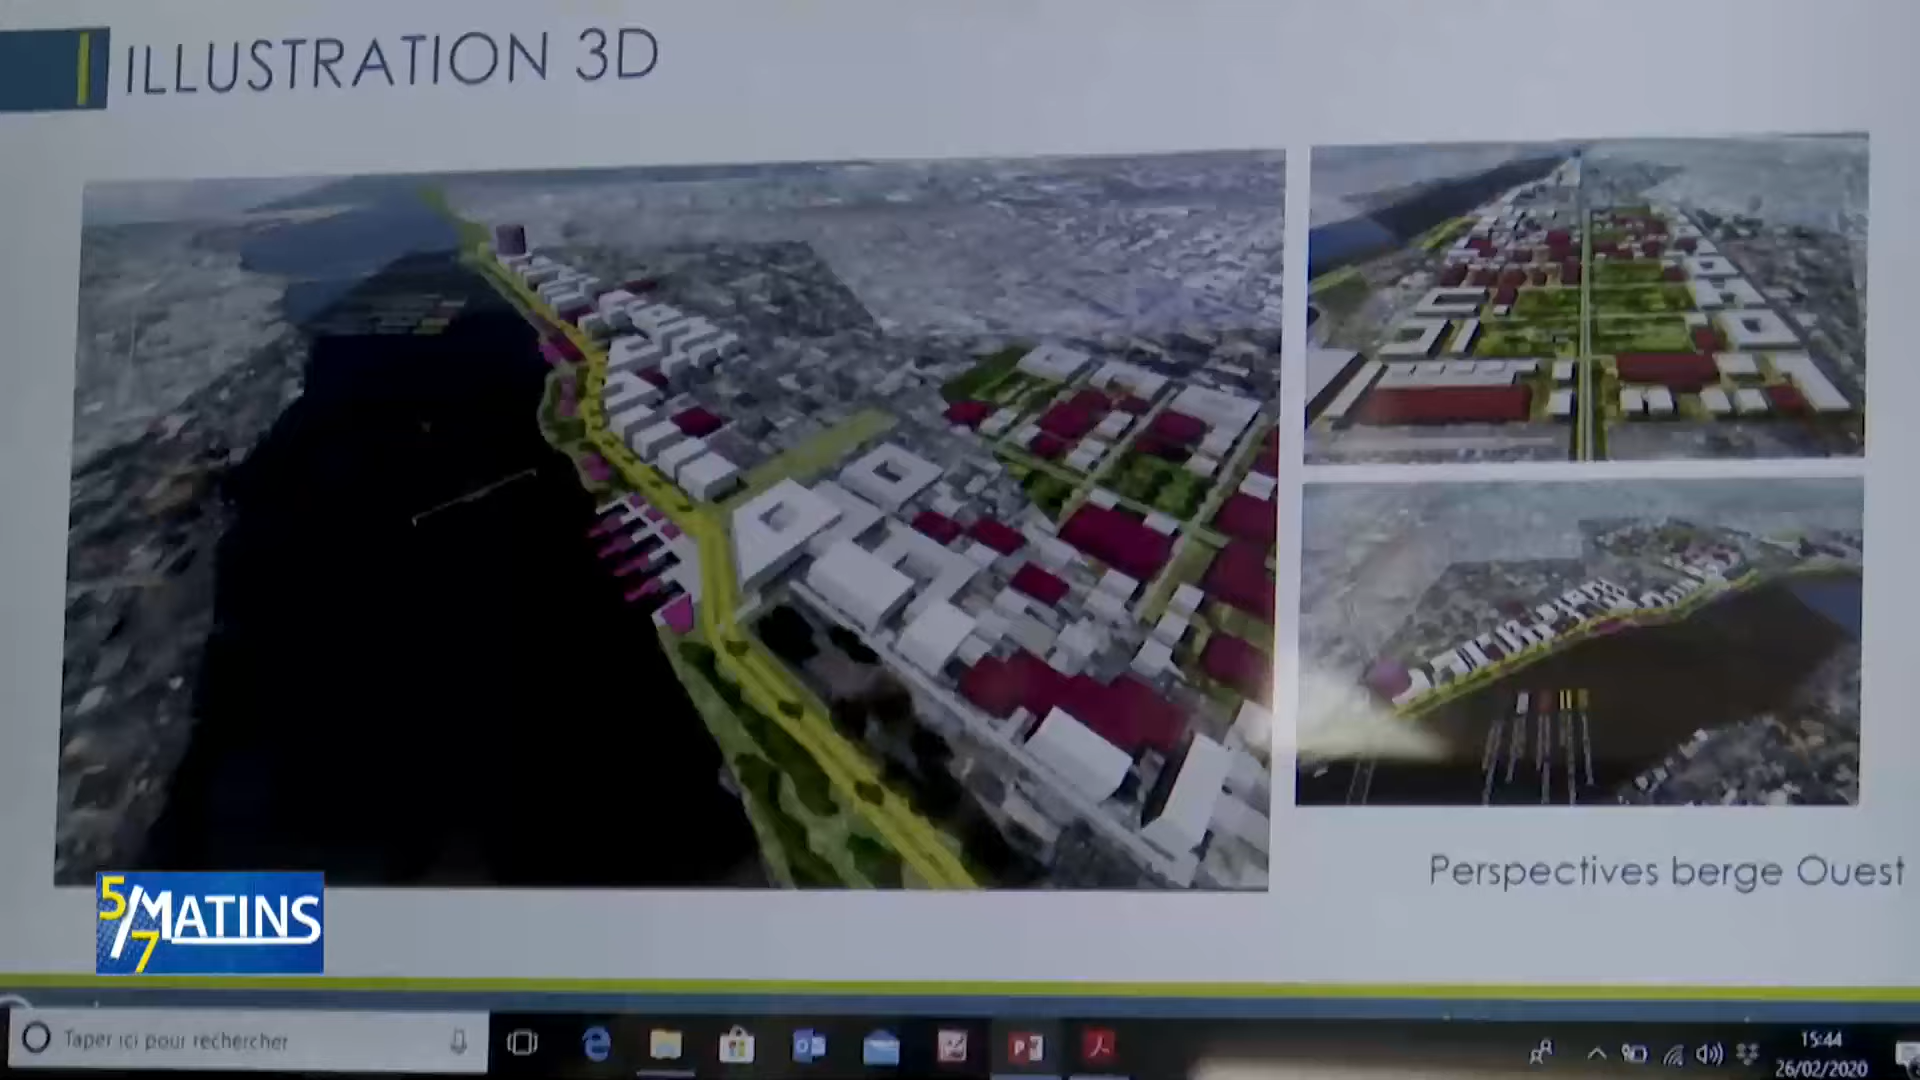 ILLUSTRATION 3D
Perspectives berge Ouest
5/7 MATINS
Taper ici pour rechercher
15:44
26/02/2020